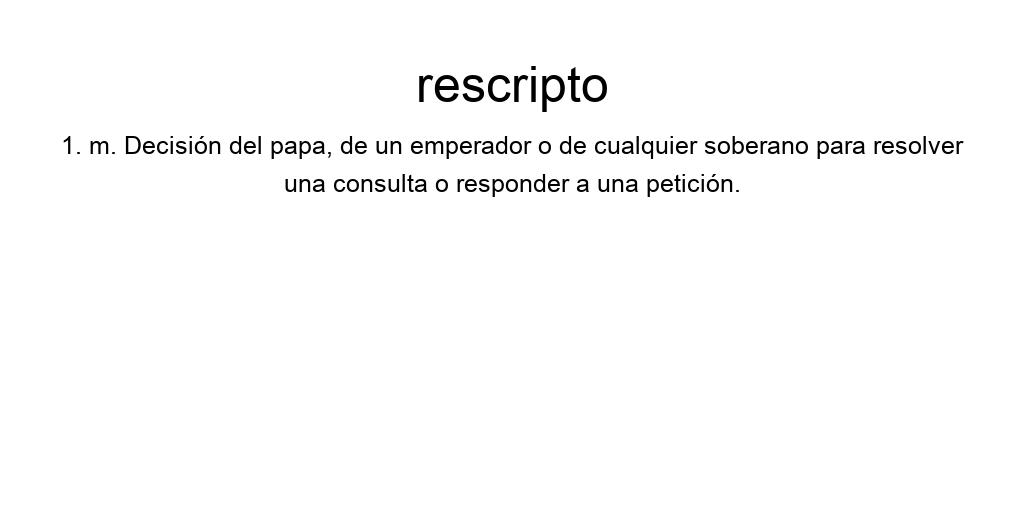 rescripto
1. m. Decisión del papa, de un emperador o de cualquier soberano para resolver
una consulta o responder a una petición.